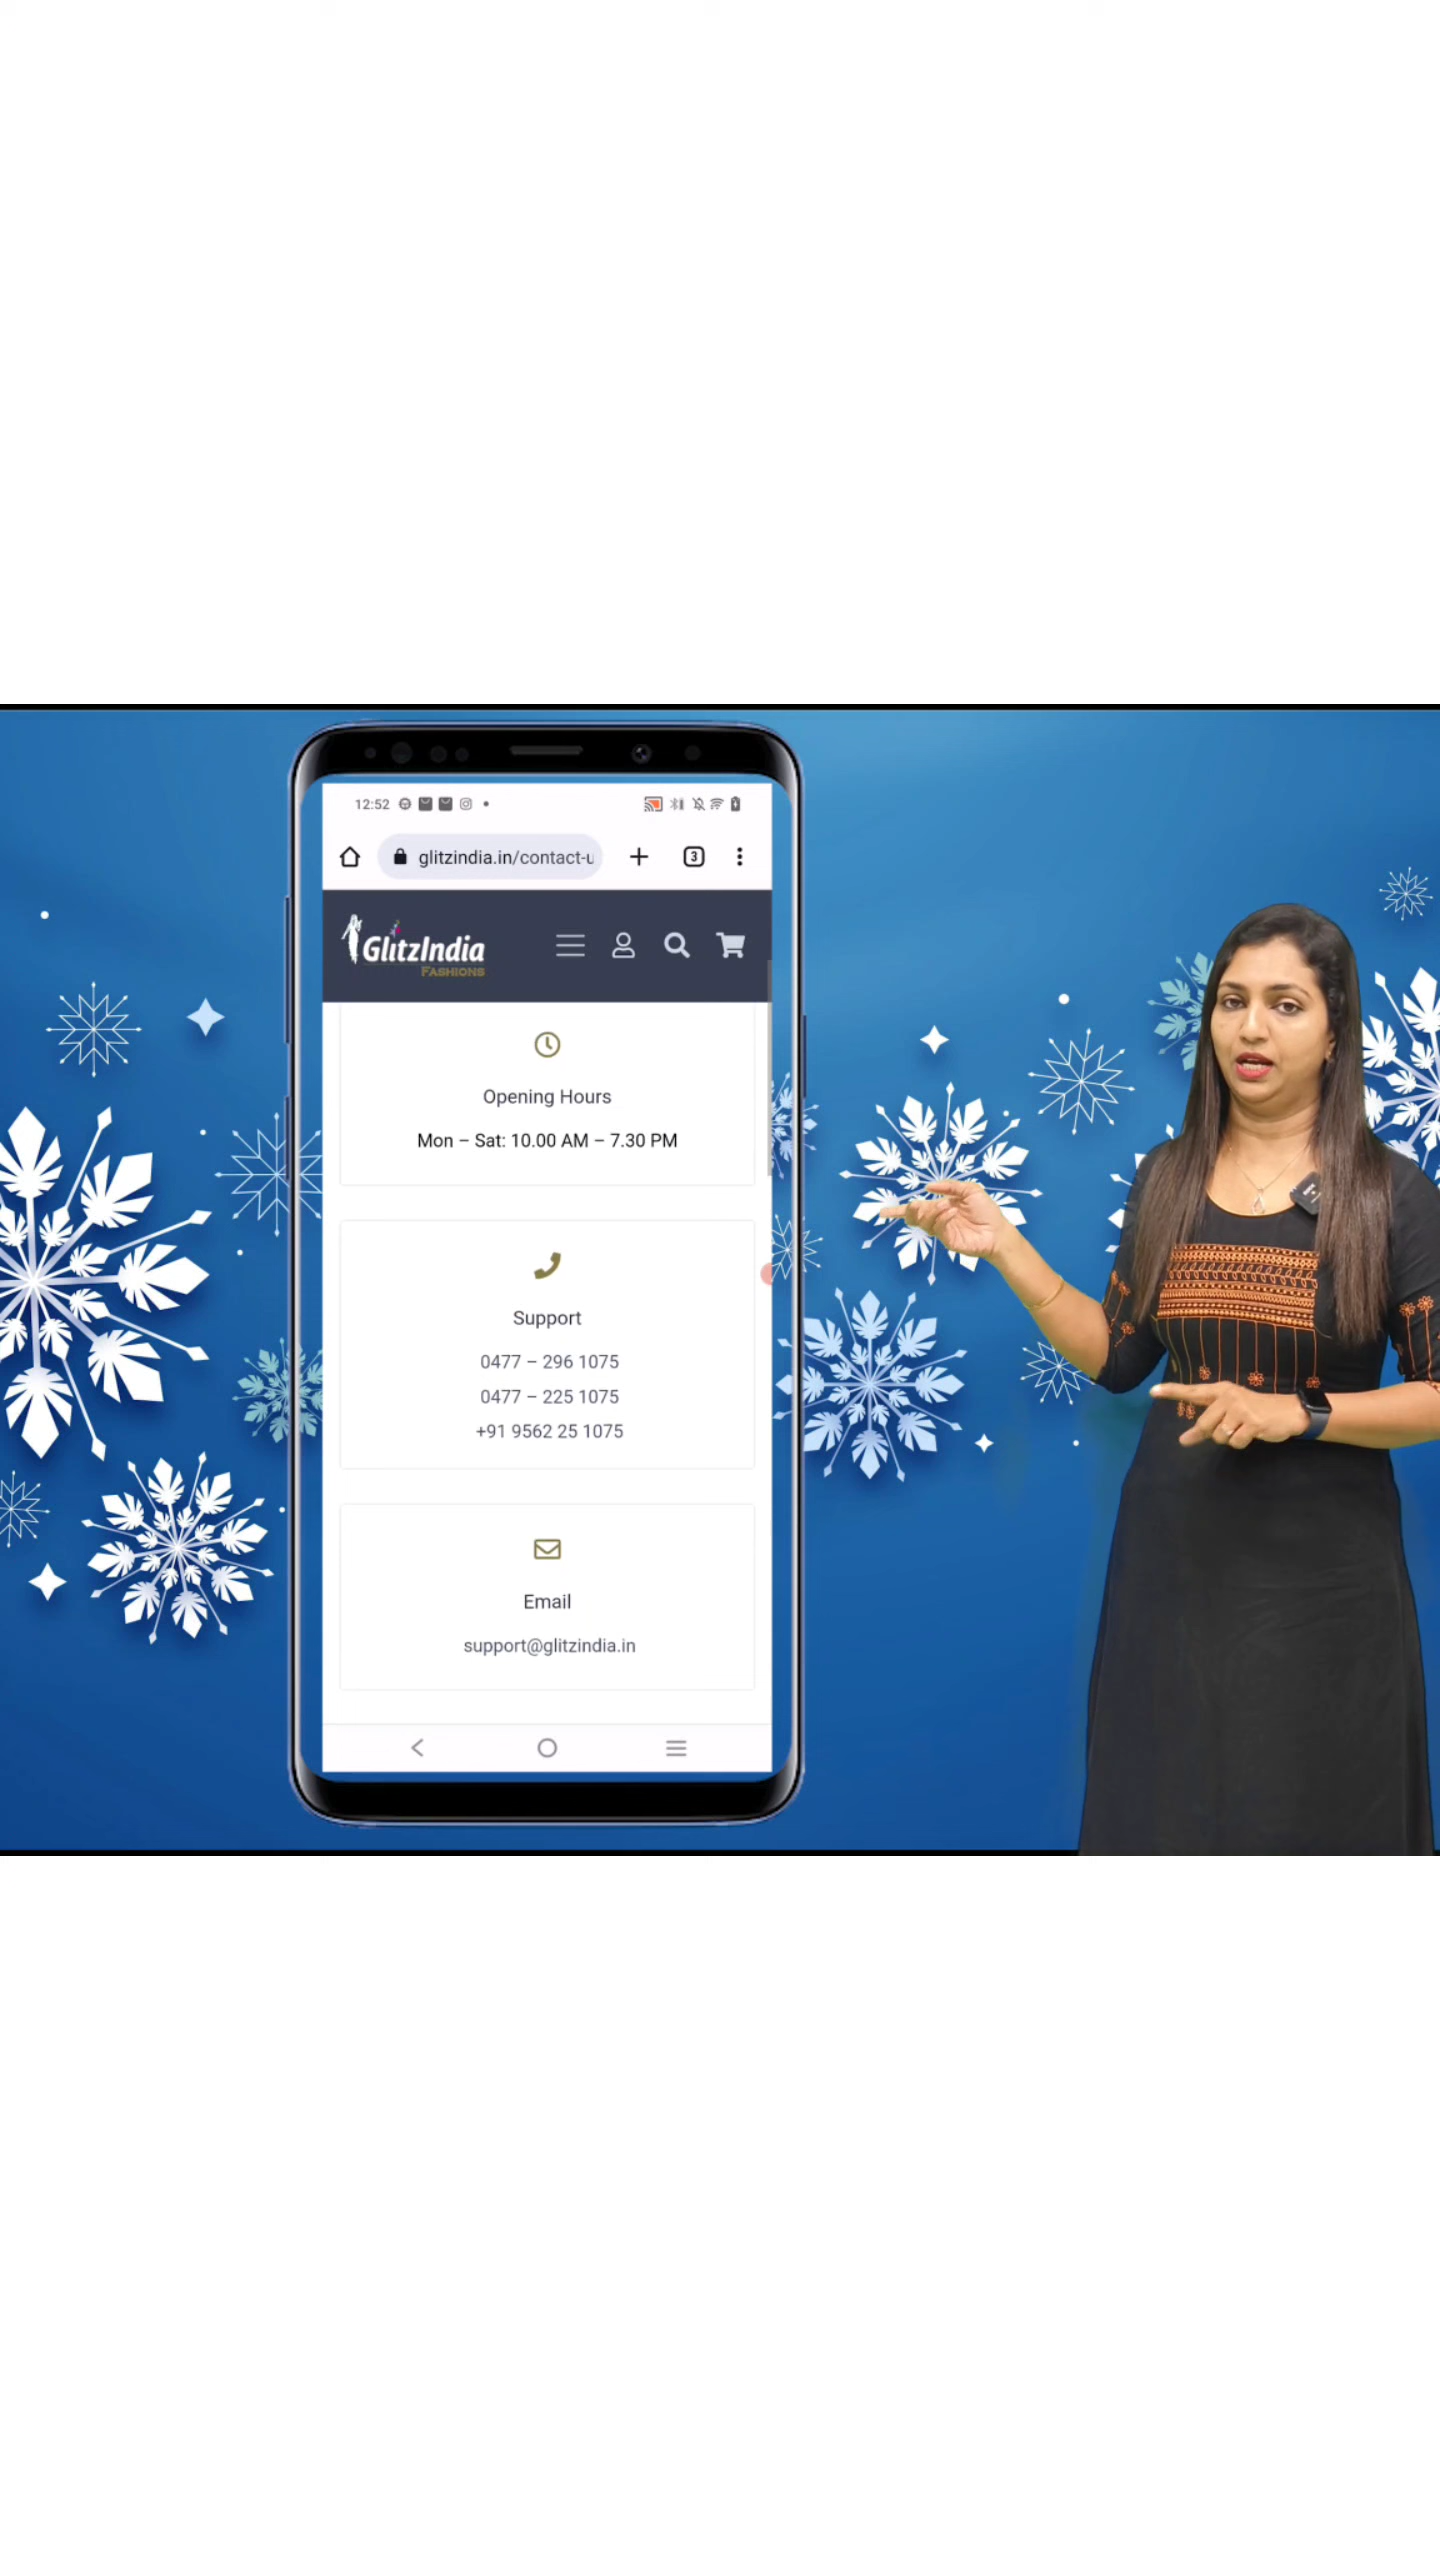 12:52
glitzindia.in/contact-u
3
GlitzIndia
FASHIONS
Opening Hours
Mon – Sat: 10.00 AM – 7.30 PM
Support
0477 – 296 1075
0477 – 225 1075
+91 9562 25 1075
Email
support@glitzindia.in